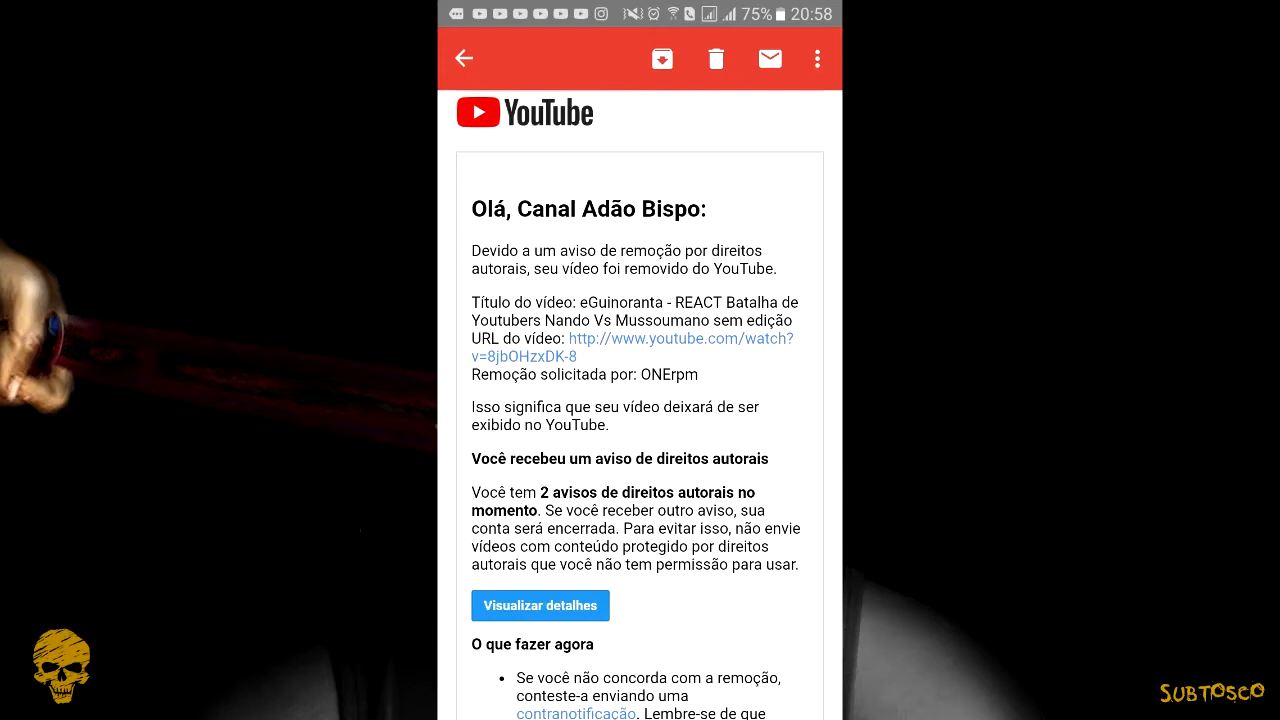 75% 20:58
YouTube
Olá, Canal Adão Bispo:
Devido a um aviso de remoção por direitos
autorais, seu vídeo foi removido do YouTube.
Título do vídeo: eGuinoranta - REACT Batalha de
Youtubers Nando Vs Mussoumano sem edição
URL do vídeo: http://www.youtube.com/watch?
v=8jbOHzxDK-8
Remoção solicitada por: ONErpm
Isso significa que seu vídeo deixará de ser
exibido no YouTube.
Você recebeu um aviso de direitos autorais
Você tem 2 avisos de direitos autorais no
momento. Se você receber outro aviso, sua
conta será encerrada. Para evitar isso, não envie
vídeos com conteúdo protegido por direitos
autorais que você não tem permissão para usar.
Visualizar detalhes
O que fazer agora
• Se você não concorda com a remoção,
conteste-a enviando uma
contranotificação. Lembre-se de que
SUBTOSCO